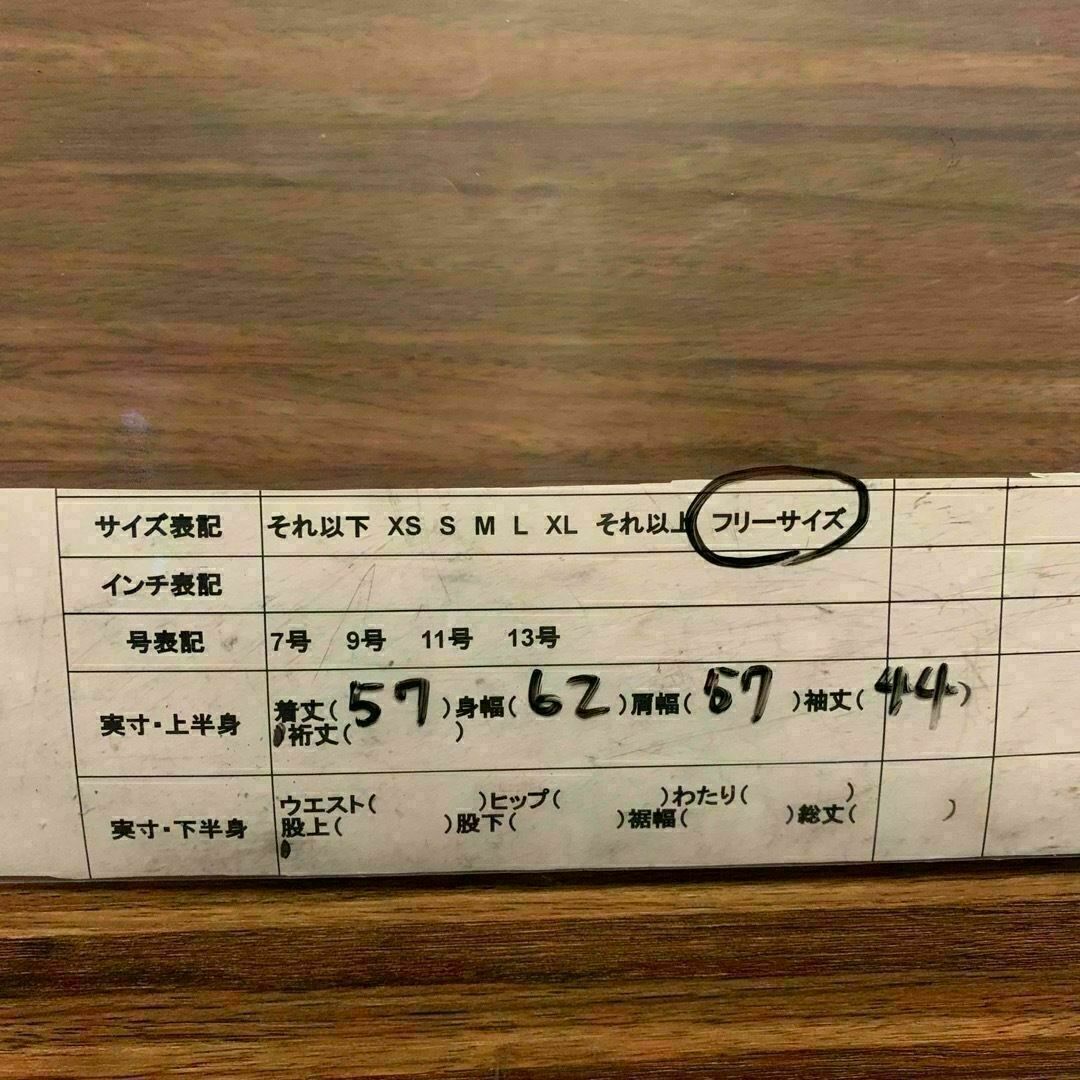 サイズ表記 それ以下 XS S M L XL それ以上 フリーサイズ
インチ表記
号表記 7号 9号 11号 13号
実寸・上半身 着丈( 57 )身幅( 62 )肩幅( 57 )袖丈( 44 )
裄丈( )
実寸・下半身 ウエスト( )ヒップ( )わたり( )
股上( )股下( )裾幅( )総丈( )